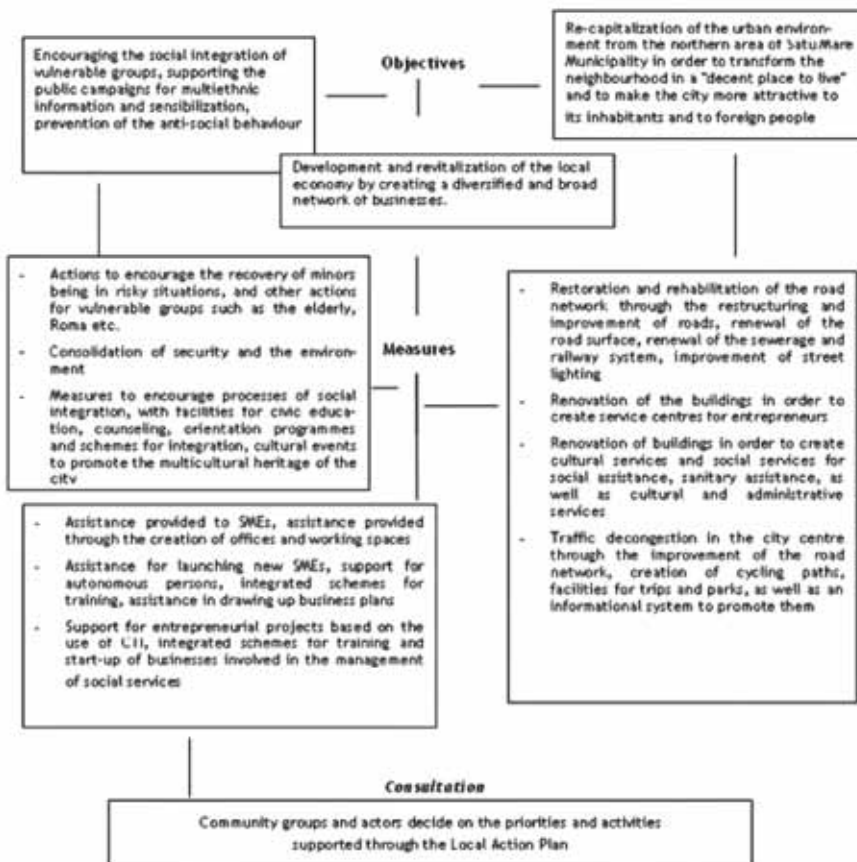 Encouraging the social integration of
vulnerable groups, supporting the
public campaigns for multiethnic
information and sensibilization,
prevention of the anti-social behaviour
Objectives
Re-capitalization of the urban environ-
ment from the northern area of SatuMare
Municipality in order to transform the
neighbourhood in a "decent place to live"
and to make the city more attractive to
its inhabitants and to foreign people
Development and revitalization of the local
economy by creating a diversified and broad
network of businesses.
- Actions to encourage the recovery of minors
being in risky situations, and other actions
for vulnerable groups such as the elderly,
Roma etc.
- Consolidation of security and the environ-
ment
- Measures to encourage processes of social
integration, with facilities for civic educa-
tion, counseling, orientation programmes
and schemes for integration, cultural events
to promote the multicultural heritage of the
city
Measures
- Restoration and rehabilitation of the road
network through the restructuring and
improvement of roads, renewal of the
road surface, renewal of the sewerage and
railway system, improvement of street
lighting
- Renovation of the buildings in order to
create service centres for entrepreneurs
- Renovation of buildings in order to create
cultural services and social services for
social assistance, sanitary assistance, as
well as cultural and administrative
services
- Traffic decongestion in the city centre
through the improvement of the road
network, creation of cycling paths,
facilities for trips and parks, as well as an
informational system to promote them
- Assistance provided to SMEs, assistance provided
through the creation of offices and working spaces
- Assistance for launching new SMEs, support for
autonomous persons, integrated schemes for
training, assistance in drawing up business plans
- Support for entrepreneurial projects based on the
use of CTI, integrated schemes for training and
start-up of businesses involved in the management
of social services
Consultation
Community groups and actors decide on the priorities and activities
supported through the Local Action Plan